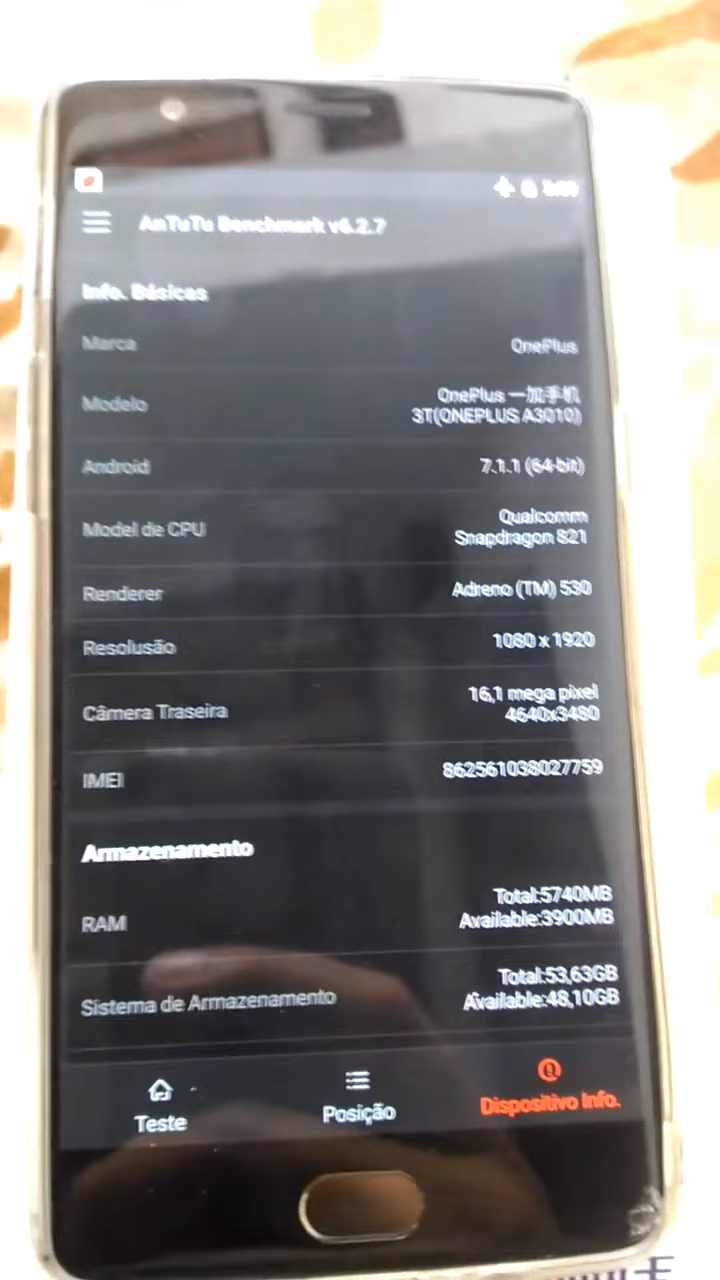 AnTuTu Benchmark v6.2.7
Info. Básicas
Marca
OnePlus
Modelo
OnePlus 一加手机
3T(ONEPLUS A3010)
Android
7.1.1 (64-bit)
Model de CPU
Qualcomm
Snapdragon 821
Renderer
Adreno (TM) 530
Resolusão
1080 x 1920
Câmera Traseira
16,1 mega pixel
4640x3480
IMEI
862561038027759
Armazenamento
RAM
Total:5740MB
Available:3900MB
Sistema de Armazenamento
Total:53,63GB
Available:48,10GB
Teste
Posição
Dispositivo Info.